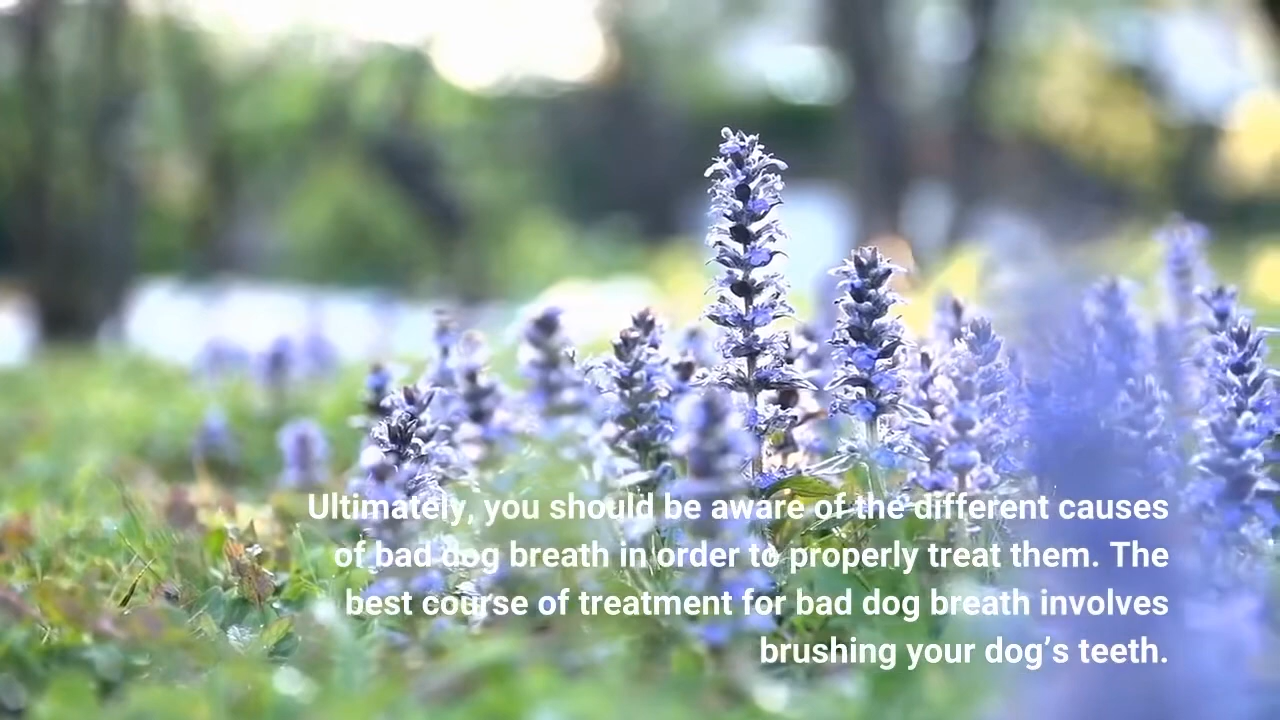 Ultimately, you should be aware of the different causes
of bad dog breath in order to properly treat them. The
best course of treatment for bad dog breath involves
brushing your dog’s teeth.